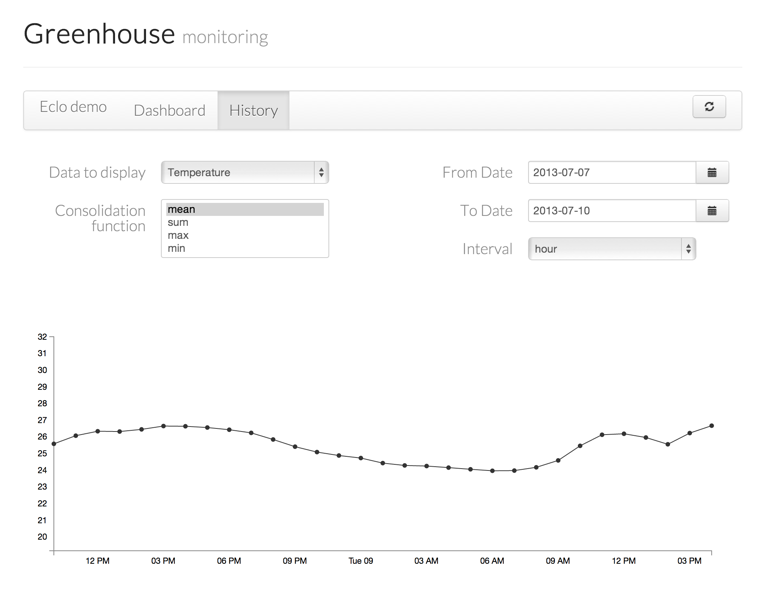 Greenhouse monitoring
Eclo demo Dashboard History
Data to display Temperature From Date 2013-07-07
Consolidation function mean To Date 2013-07-10
sum
max
min
Interval hour
32
31
30
29
28
27
26
25
24
23
22
21
20
12 PM 03 PM 06 PM 09 PM Tue 09 03 AM 06 AM 09 AM 12 PM 03 PM